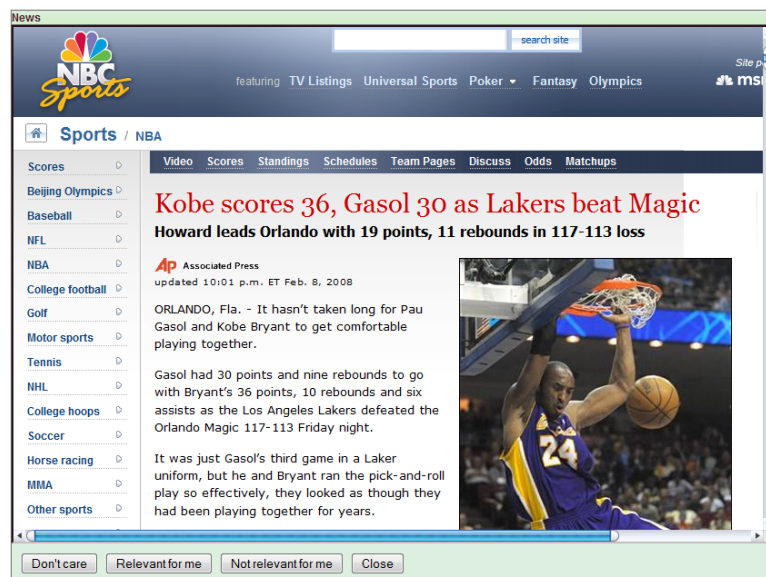 News
NBC
Sports
search site
Site p
featuring TV Listings Universal Sports Poker Fantasy Olympics
ms
Sports / NBA
Video Scores Standings Schedules Team Pages Discuss Odds Matchups
Scores
Beijing Olympics
Baseball
NFL
NBA
College football
Golf
Motor sports
Tennis
NHL
College hoops
Soccer
Horse racing
MMA
Other sports
Kobe scores 36, Gasol 30 as Lakers beat Magic
Howard leads Orlando with 19 points, 11 rebounds in 117-113 loss
AP Associated Press
updated 10:01 p.m. ET Feb. 8, 2008
ORLANDO, Fla. - It hasn't taken long for Pau
Gasol and Kobe Bryant to get comfortable
playing together.
Gasol had 30 points and nine rebounds to go
with Bryant's 36 points, 10 rebounds and six
assists as the Los Angeles Lakers defeated the
Orlando Magic 117-113 Friday night.
It was just Gasol's third game in a Laker
uniform, but he and Bryant ran the pick-and-roll
play so effectively, they looked as though they
had been playing together for years.
24
Don't care Relevant for me Not relevant for me Close